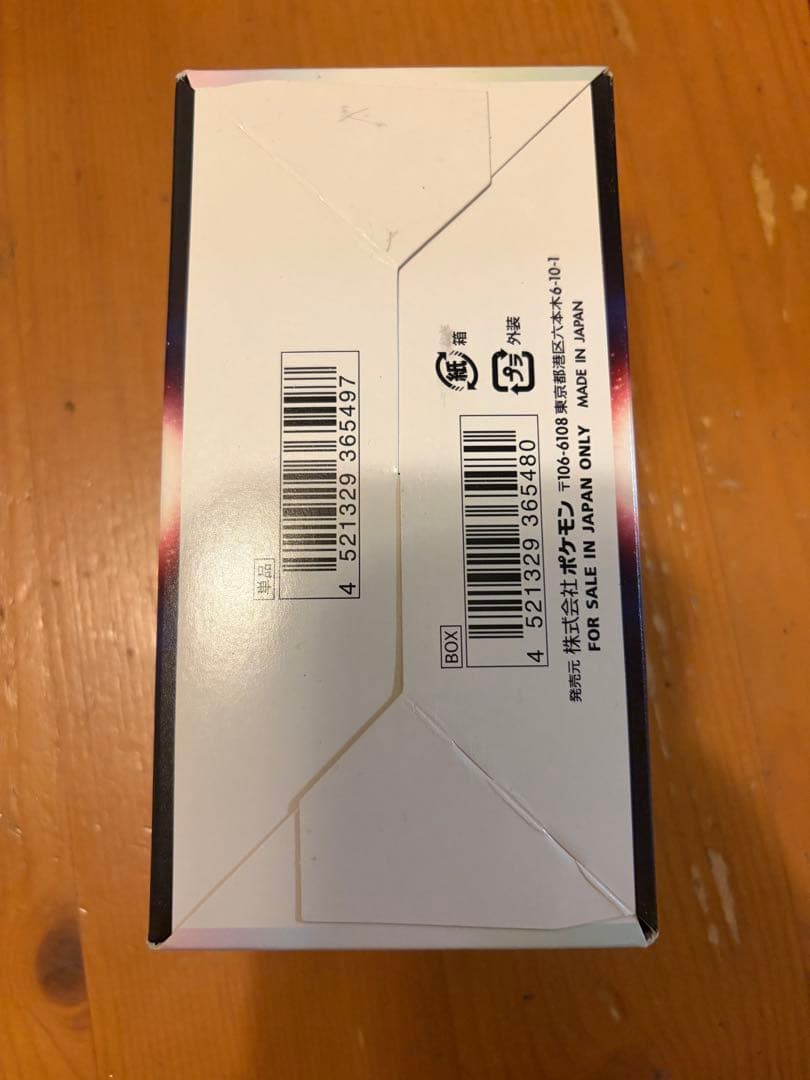 単品
4 521329 365497
BOX
4 521329 365480
紙 箱
プラ 外装
発売元 株式会社 ポケモン 〒106-6108 東京都港区六本木6-10-1
FOR SALE IN JAPAN ONLY MADE IN JAPAN